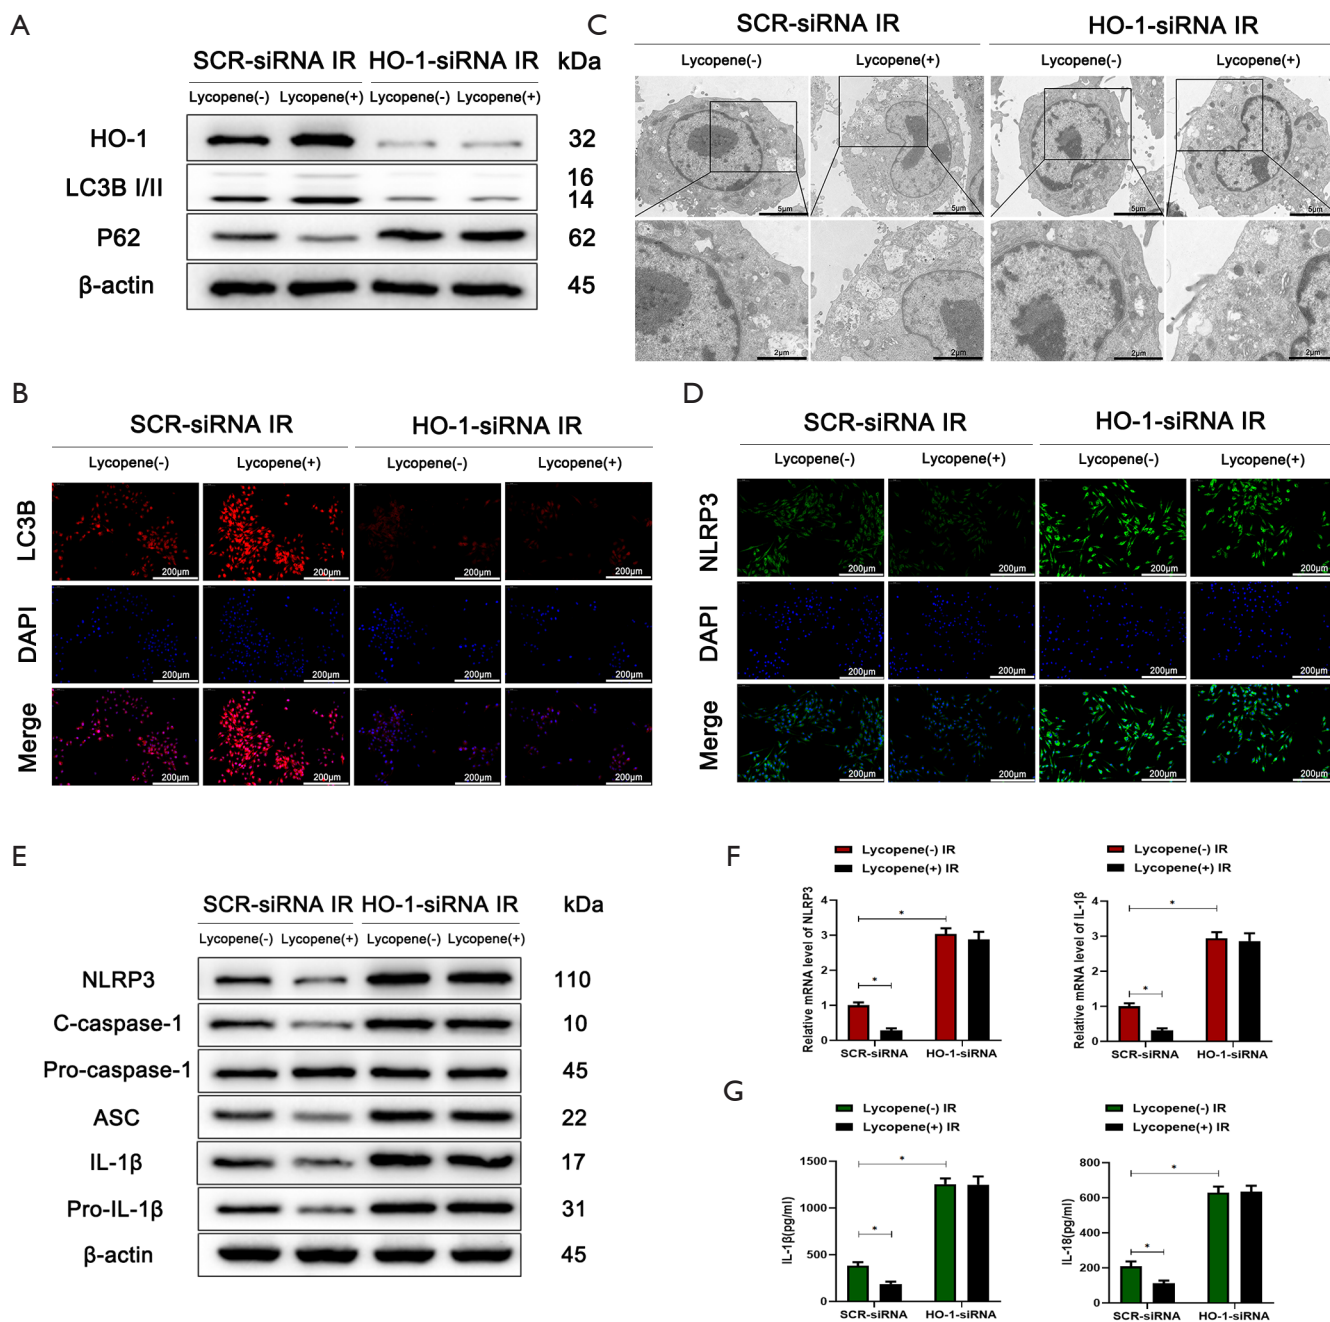 A
SCR-siRNA IR HO-1-siRNA IR kDa
Lycopene(-) Lycopene(+) Lycopene(-) Lycopene(+)
HO-1 32
LC3B I/II 16
14
P62 62
β-actin 45
C
SCR-siRNA IR HO-1-siRNA IR
Lycopene(-) Lycopene(+) Lycopene(-) Lycopene(+)
5μm 5μm 5μm 5μm
2μm 2μm 2μm 2μm
B
SCR-siRNA IR HO-1-siRNA IR
Lycopene(-) Lycopene(+) Lycopene(-) Lycopene(+)
LC3B
200μm 200μm 200μm 200μm
DAPI
200μm 200μm 200μm 200μm
Merge
200μm 200μm 200μm 200μm
D
SCR-siRNA IR HO-1-siRNA IR
Lycopene(-) Lycopene(+) Lycopene(-) Lycopene(+)
NLRP3
200μm 200μm 200μm 200μm
DAPI
200μm 200μm 200μm 200μm
Merge
200μm 200μm 200μm 200μm
E
SCR-siRNA IR HO-1-siRNA IR kDa
Lycopene(-) Lycopene(+) Lycopene(-) Lycopene(+)
NLRP3 110
C-caspase-1 10
Pro-caspase-1 45
ASC 22
IL-1β 17
Pro-IL-1β 31
β-actin 45
F
Lycopene(-) IR
Lycopene(+) IR
Relative mRNA level of NLRP3
4
3
2
1
0
*
*
SCR-siRNA HO-1-siRNA
Lycopene(-) IR
Lycopene(+) IR
Relative mRNA level of IL-1β
4
3
2
1
0
*
*
SCR-siRNA HO-1-siRNA
G
Lycopene(-) IR
Lycopene(+) IR
IL-1β(pg/ml)
1500
1000
500
0
*
*
SCR-siRNA HO-1-siRNA
Lycopene(-) IR
Lycopene(+) IR
IL-18(pg/ml)
800
600
400
200
0
*
*
SCR-siRNA HO-1-siRNA